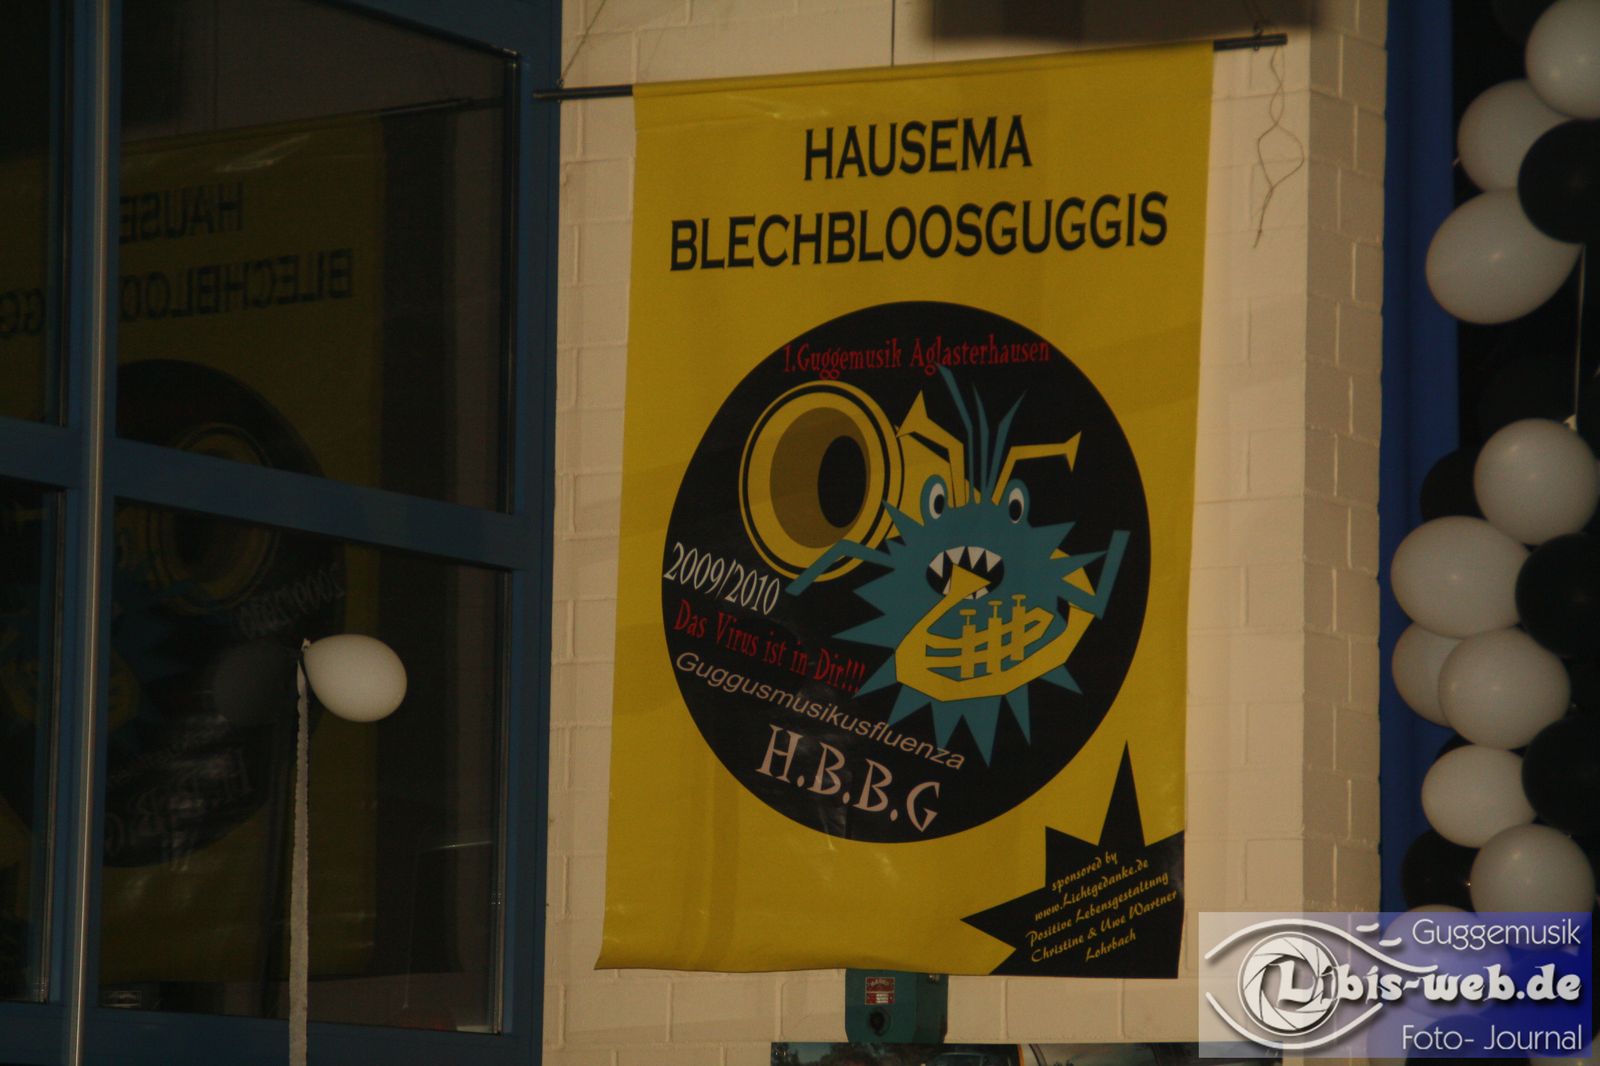 HAUSEMA
BLECHBLOOSGUGGIS
1.Guggemusik Aglasterhausen
2009/2010
Das Virus ist in Dir!!!
Guggusmusikusfluenza
H.B.B.G
sponsored by
www.Lichtgedanke.de
Positive Lebensgestaltung
Christine & Uwe Wartner
Lohrbach
Guggemusik
Libis-web.de
Foto- Journal